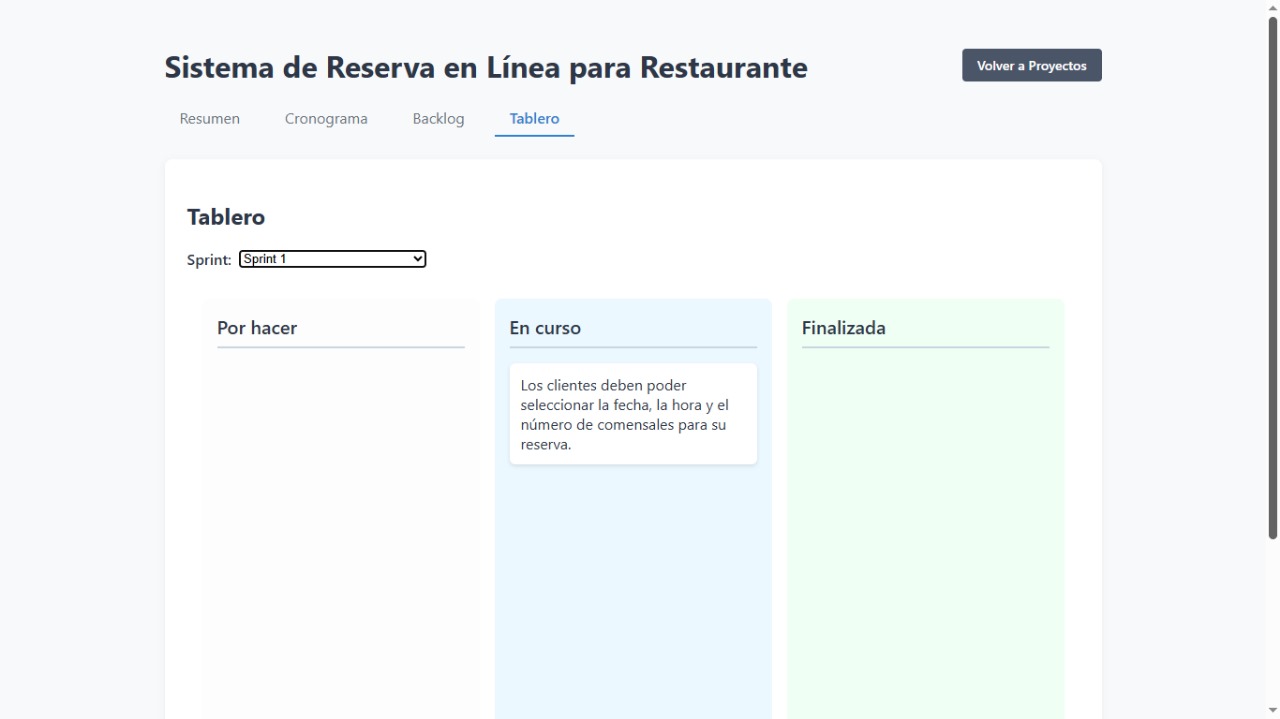 Sistema de Reserva en Línea para Restaurante
Volver a Proyectos
Resumen
Cronograma
Backlog
Tablero
Tablero
Sprint:
Sprint 1
Por hacer
En curso
Los clientes deben poder
seleccionar la fecha, la hora y el
número de comensales para su
reserva.
Finalizada